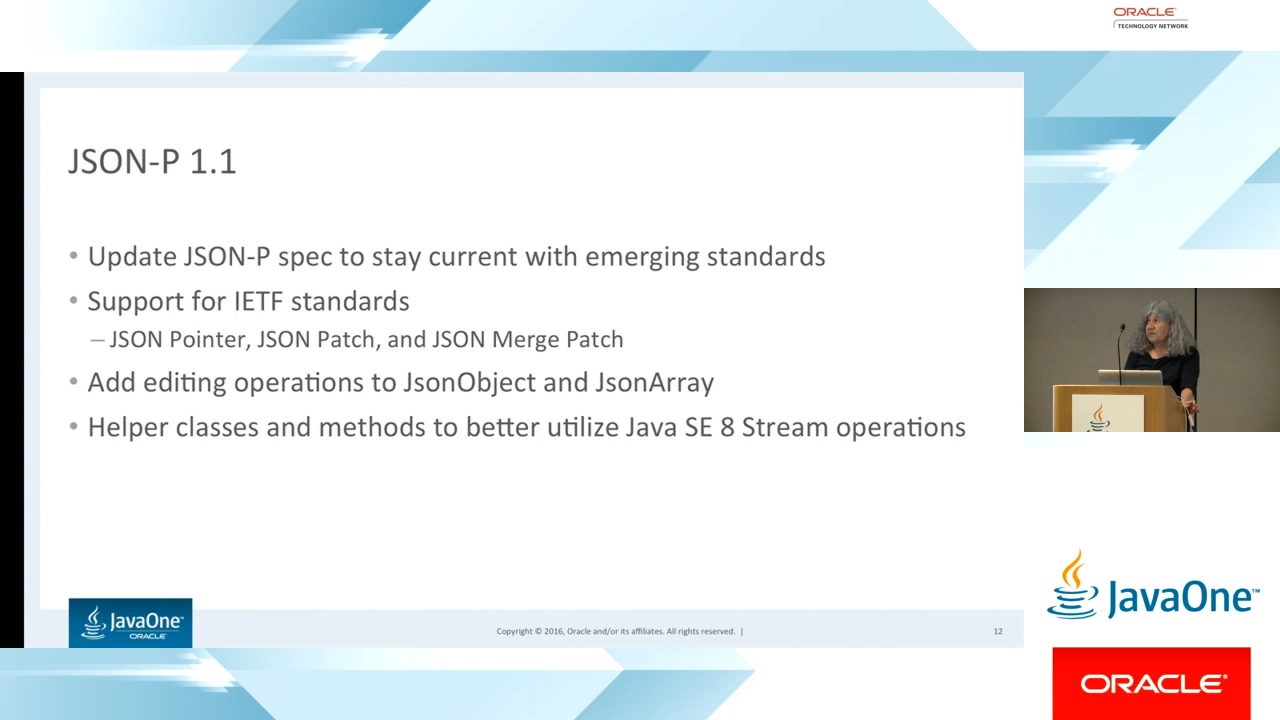 ORACLE
TECHNOLOGY NETWORK
JSON-P 1.1
• Update JSON-P spec to stay current with emerging standards
• Support for IETF standards
– JSON Pointer, JSON Patch, and JSON Merge Patch
• Add editing operations to JsonObject and JsonArray
• Helper classes and methods to better utilize Java SE 8 Stream operations
JavaOne™
ORACLE
Copyright © 2016, Oracle and/or its affiliates. All rights reserved. |
12
JavaOne™
ORACLE®